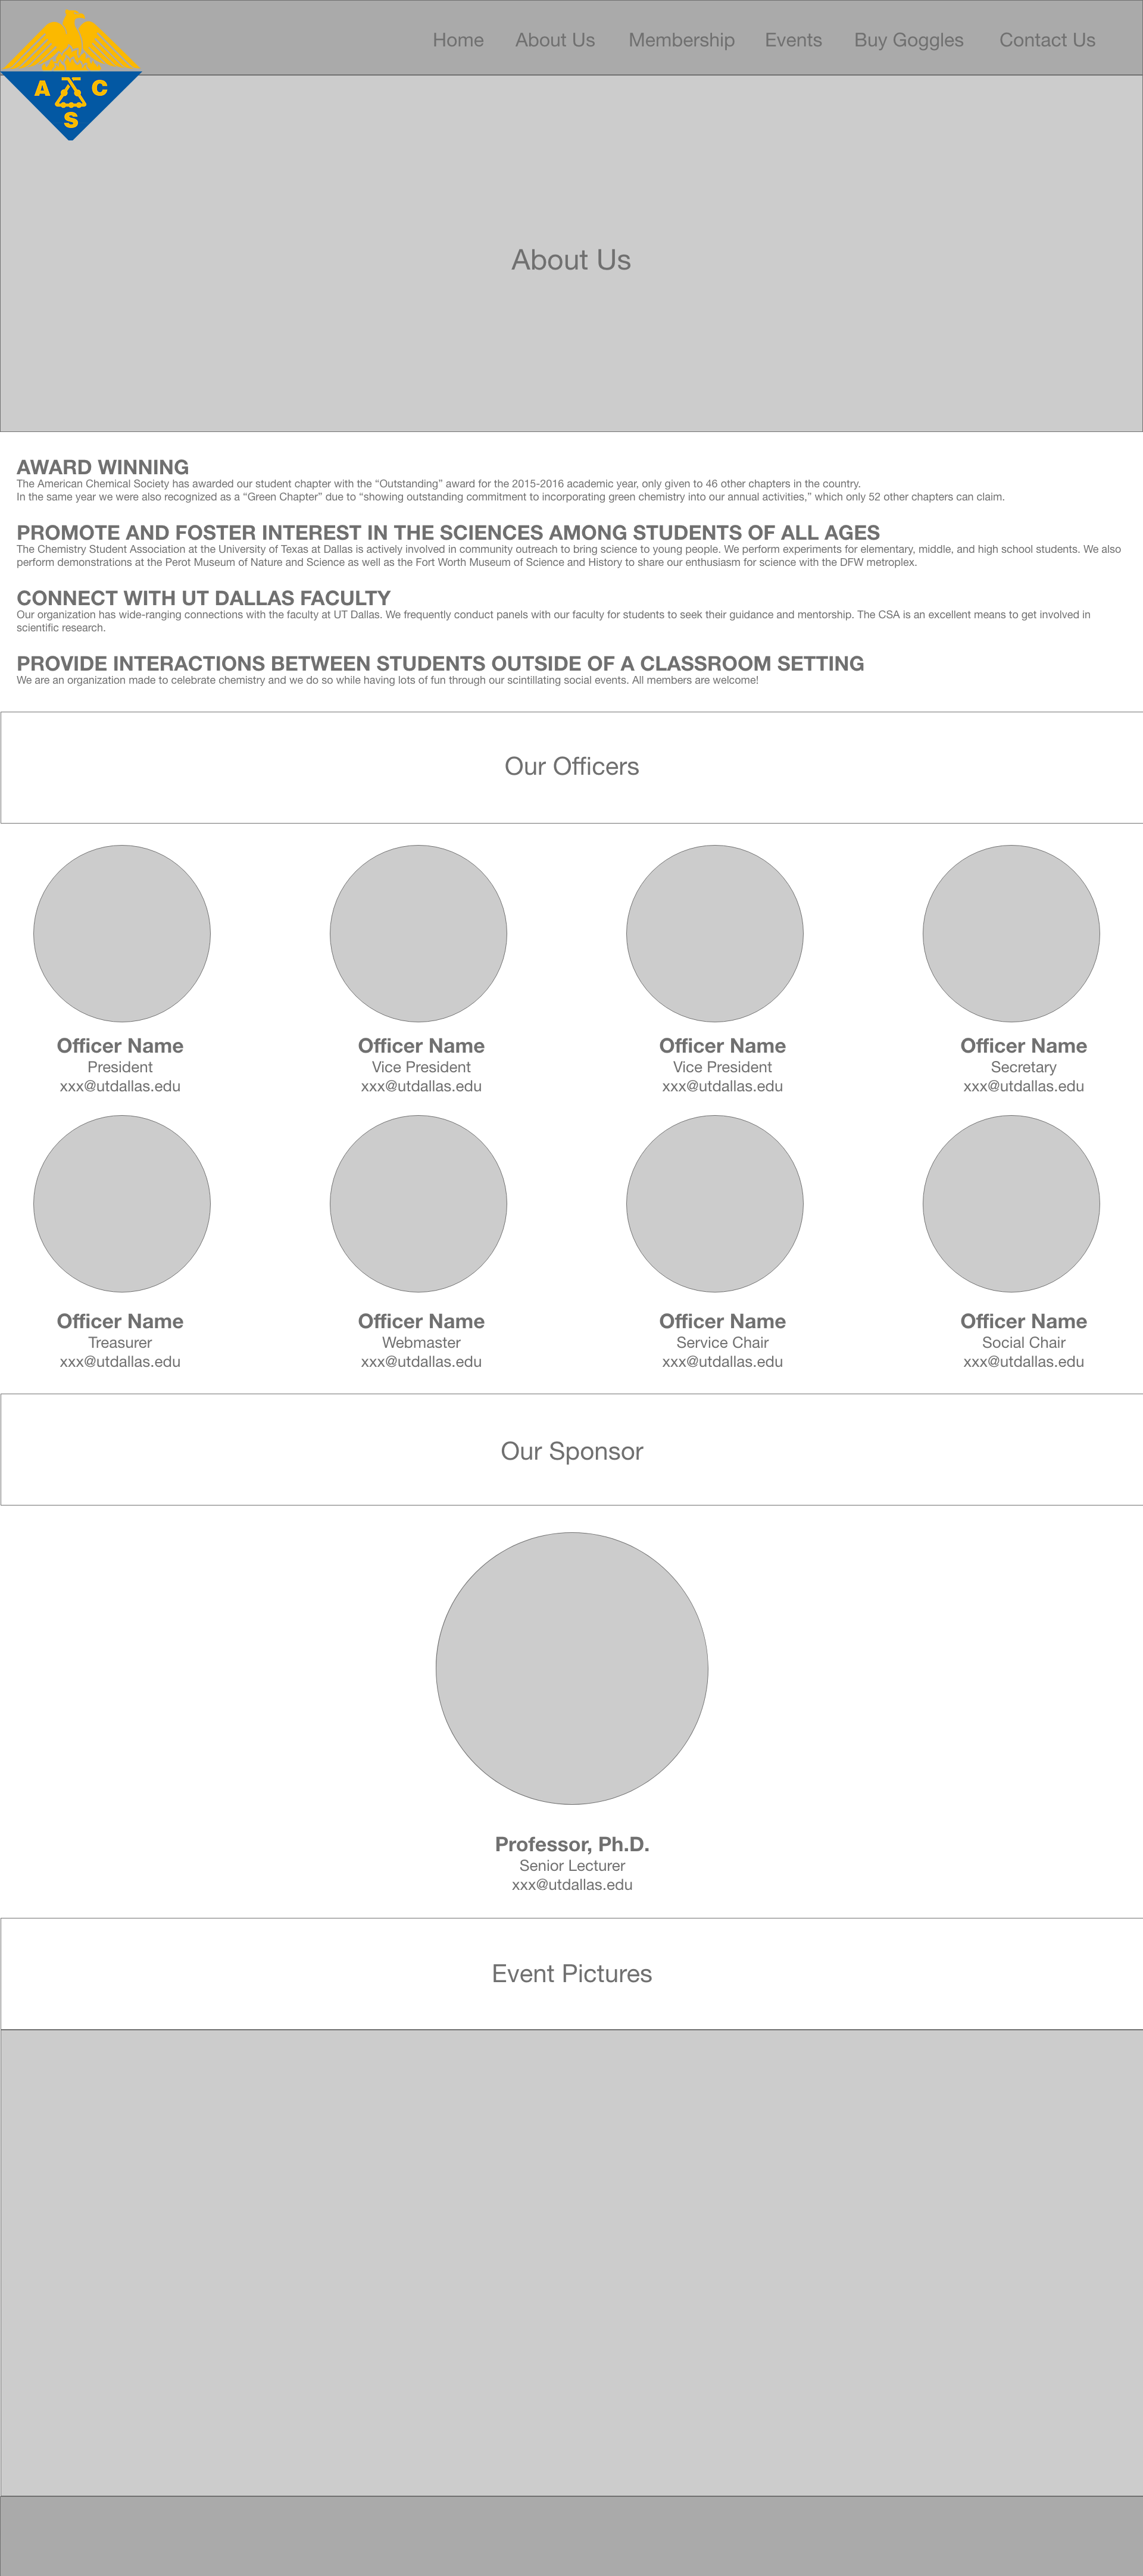 Home About Us Membership Events Buy Goggles Contact Us
A C
S
About Us
AWARD WINNING
The American Chemical Society has awarded our student chapter with the “Outstanding” award for the 2015-2016 academic year, only given to 46 other chapters in the country.
In the same year we were also recognized as a “Green Chapter” due to “showing outstanding commitment to incorporating green chemistry into our annual activities,” which only 52 other chapters can claim.
PROMOTE AND FOSTER INTEREST IN THE SCIENCES AMONG STUDENTS OF ALL AGES
The Chemistry Student Association at the University of Texas at Dallas is actively involved in community outreach to bring science to young people. We perform experiments for elementary, middle, and high school students. We also
perform demonstrations at the Perot Museum of Nature and Science as well as the Fort Worth Museum of Science and History to share our enthusiasm for science with the DFW metroplex.
CONNECT WITH UT DALLAS FACULTY
Our organization has wide-ranging connections with the faculty at UT Dallas. We frequently conduct panels with our faculty for students to seek their guidance and mentorship. The CSA is an excellent means to get involved in
scientific research.
PROVIDE INTERACTIONS BETWEEN STUDENTS OUTSIDE OF A CLASSROOM SETTING
We are an organization made to celebrate chemistry and we do so while having lots of fun through our scintillating social events. All members are welcome!
Our Officers
Officer Name Officer Name Officer Name Officer Name
President Vice President Vice President Secretary
xxx@utdallas.edu xxx@utdallas.edu xxx@utdallas.edu xxx@utdallas.edu
Officer Name Officer Name Officer Name Officer Name
Treasurer Webmaster Service Chair Social Chair
xxx@utdallas.edu xxx@utdallas.edu xxx@utdallas.edu xxx@utdallas.edu
Our Sponsor
Professor, Ph.D.
Senior Lecturer
xxx@utdallas.edu
Event Pictures